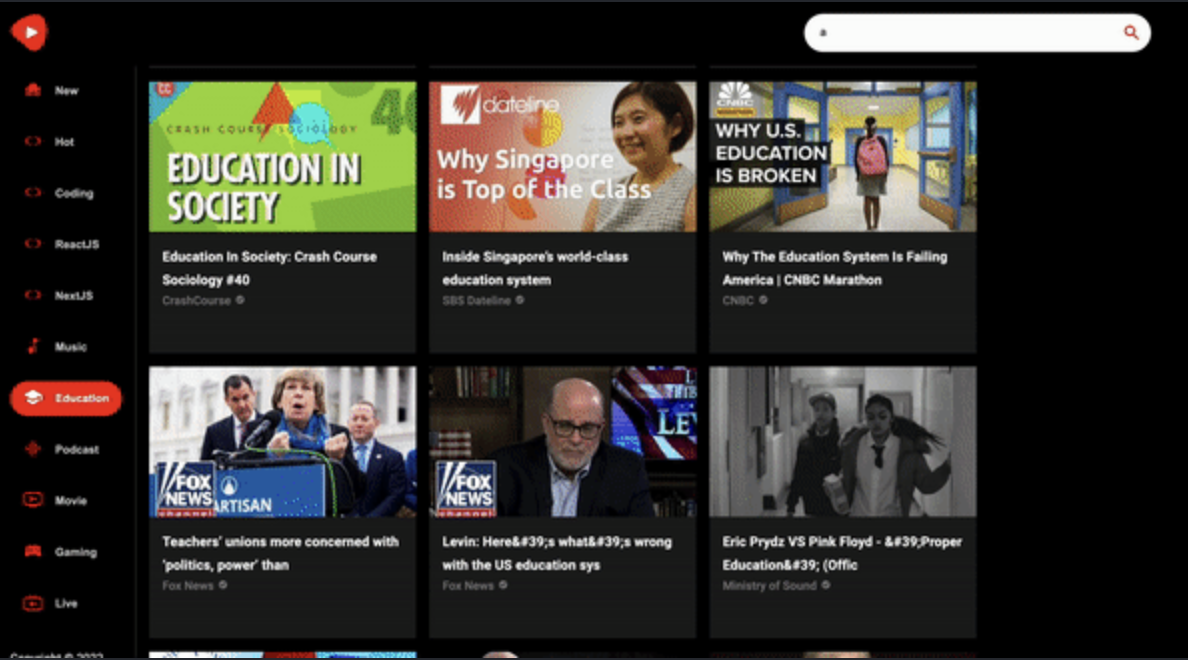 a
New
Hot
Coding
ReactJS
NextJS
Music
Education
Podcast
Movie
Gaming
Live
Copyright © 2022
cc
CRASH COURSE SOCIOLOGY
40
EDUCATION IN
SOCIETY
Education In Society: Crash Course
Sociology #40
CrashCourse
dateline
Why Singapore
is Top of the Class
Inside Singapore's world-class
education system
SBS Dateline
CNBC
MARATHON
WHY U.S.
EDUCATION
IS BROKEN
Why The Education System Is Failing
America | CNBC Marathon
CNBC
FOX
NEWS
channel
ARTISAN
Teachers' unions more concerned with
'politics, power' than
Fox News
LE
FOX
NEWS
channel
Levin: Here&#39;s what&#39;s wrong
with the US education sys
Fox News
Eric Prydz VS Pink Floyd - &#39;Proper
Education&#39; (Offic
Ministry of Sound